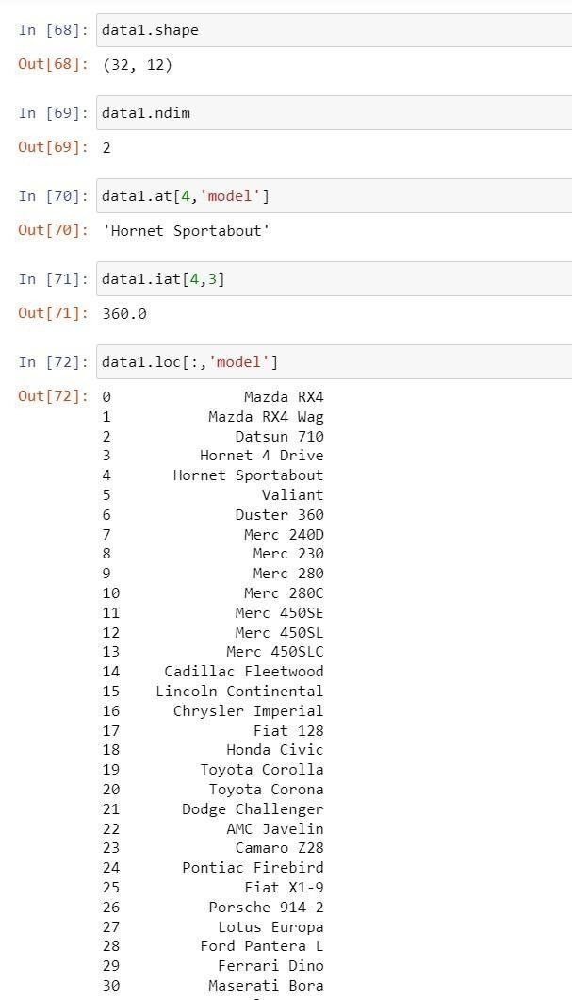 In [68]: data1.shape
Out[68]: (32, 12)
In [69]: data1.ndim
Out[69]: 2
In [70]: data1.at[4,'model']
Out[70]: 'Hornet Sportabout'
In [71]: data1.iat[4,3]
Out[71]: 360.0
In [72]: data1.loc[:,'model']
Out[72]: 0 Mazda RX4
1 Mazda RX4 Wag
2 Datsun 710
3 Hornet 4 Drive
4 Hornet Sportabout
5 Valiant
6 Duster 360
7 Merc 240D
8 Merc 230
9 Merc 280
10 Merc 280C
11 Merc 450SE
12 Merc 450SL
13 Merc 450SLC
14 Cadillac Fleetwood
15 Lincoln Continental
16 Chrysler Imperial
17 Fiat 128
18 Honda Civic
19 Toyota Corolla
20 Toyota Corona
21 Dodge Challenger
22 AMC Javelin
23 Camaro Z28
24 Pontiac Firebird
25 Fiat X1-9
26 Porsche 914-2
27 Lotus Europa
28 Ford Pantera L
29 Ferrari Dino
30 Maserati Bora